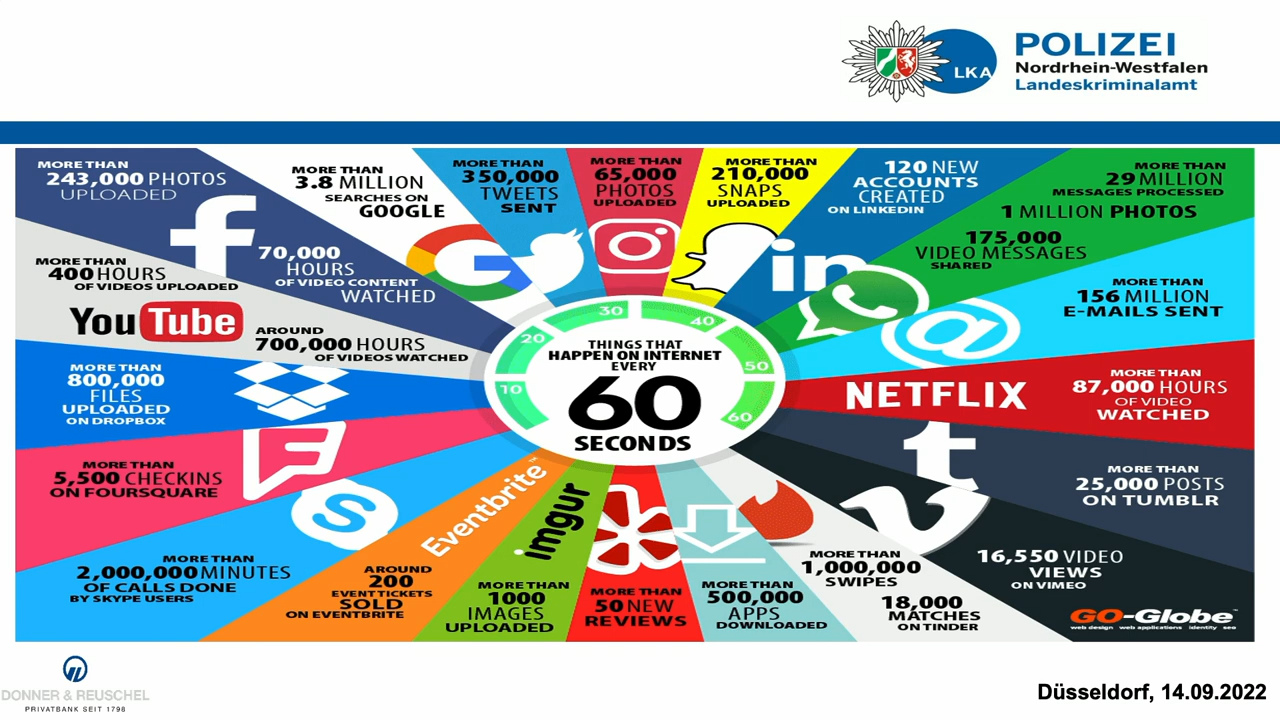 LKA
POLIZEI
Nordrhein-Westfalen
Landeskriminalamt
MORE THAN
243,000 PHOTOS
UPLOADED
f
70,000
HOURS
OF VIDEO CONTENT
WATCHED
MORE THAN
3.8 MILLION
SEARCHES ON
GOOGLE
G
MORE THAN
350,000
TWEETS
SENT
MORE THAN
65,000
PHOTOS
UPLOADED
MORE THAN
210,000
SNAPS
UPLOADED
120 NEW
ACCOUNTS
CREATED
ON LINKEDIN
in
MORE THAN
29 MILLION
MESSAGES PROCESSED
1 MILLION PHOTOS
175,000
VIDEO MESSAGES
SHARED
MORE THAN
156 MILLION
E-MAILS SENT
@
NETFLIX
MORE THAN
87,000 HOURS
OF VIDEO
WATCHED
t
MORE THAN
25,000 POSTS
ON TUMBLR
V
16,550 VIDEO
VIEWS
ON VIMEO
GO-Globe™
web design web applications identity seo
MORE THAN
1,000,000
SWIPES
18,000
MATCHES
ON TINDER
MORE THAN
500,000
APPS
DOWNLOADED
MORE THAN
50 NEW
REVIEWS
imgur
MORE THAN
1000
IMAGES
UPLOADED
Eventbrite™
AROUND
200
EVENT TICKETS
SOLD
ON EVENTBRITE
S
MORE THAN
2,000,000 MINUTES
OF CALLS DONE
BY SKYPE USERS
F
MORE THAN
5,500 CHECKINS
ON FOURSQUARE
MORE THAN
800,000
FILES
UPLOADED
ON DROPBOX
MORE THAN
400 HOURS
OF VIDEOS UPLOADED
YouTube
AROUND
700,000 HOURS
OF VIDEOS WATCHED
10
20
30
40
50
60
THINGS THAT
HAPPEN ON INTERNET
EVERY
60
SECONDS
DONNER & REUSCHEL
PRIVATBANK SEIT 1798
Düsseldorf, 14.09.2022